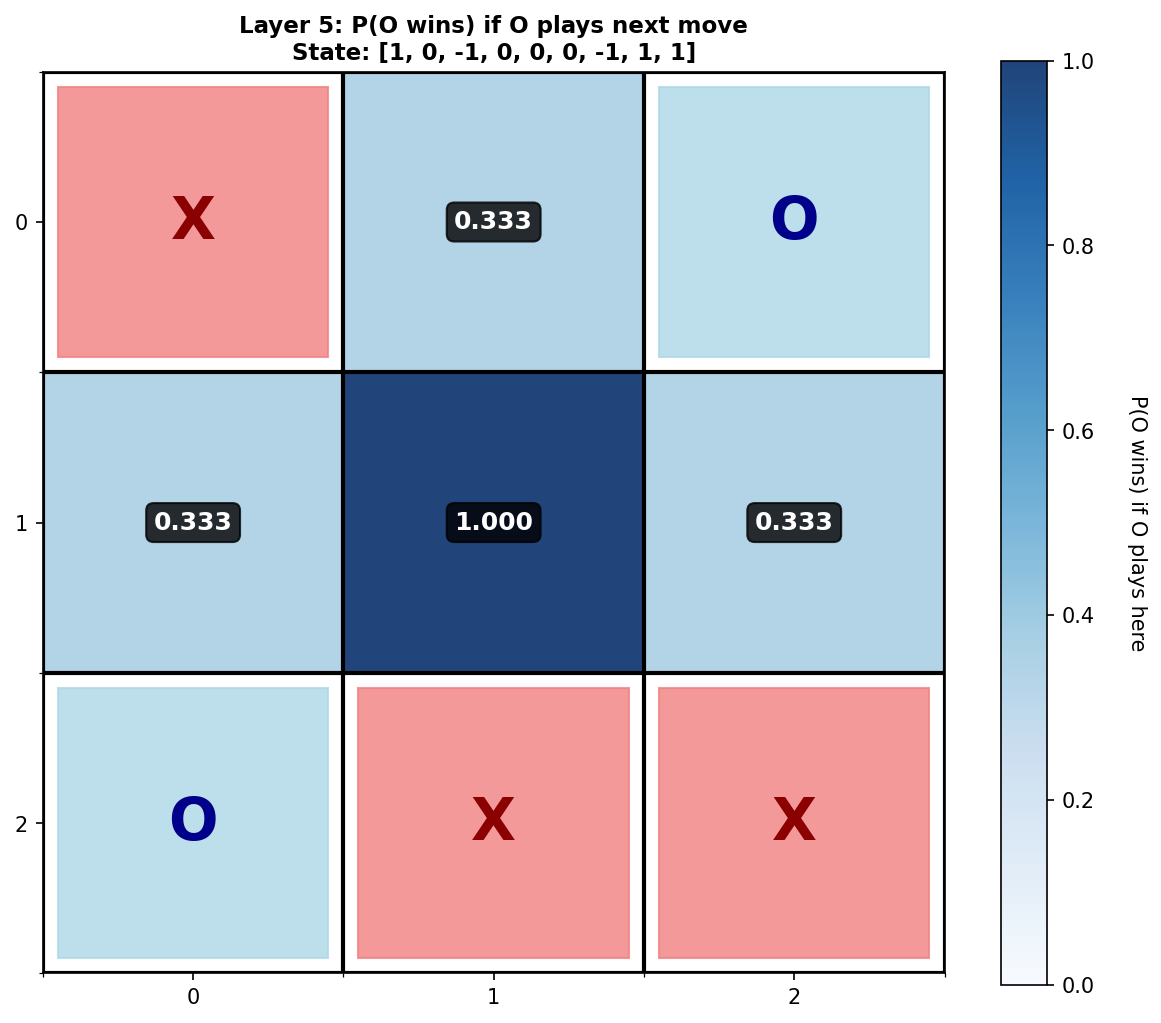 Layer 5: P(O wins) if O plays next move
State: [1, 0, -1, 0, 0, 0, -1, 1, 1]
X
0.333
O
0.333
1.000
0.333
O
X
X
0
1
2
0
1
2
1.0
0.8
0.6
0.4
0.2
0.0
P(O wins) if O plays here